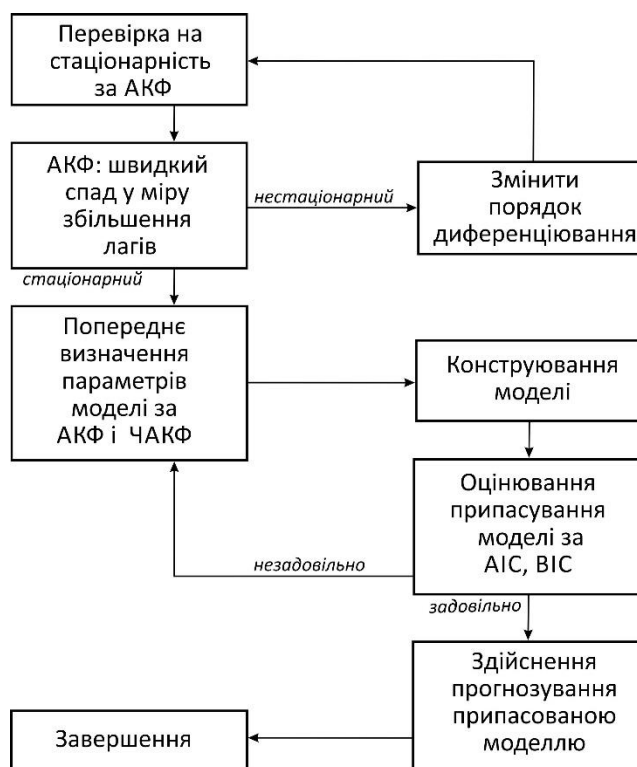 Перевірка на
стаціонарність
за АКФ
АКФ: швидкий
спад у міру
збільшення
лагів
нестаціонарний
Змінити
порядок
диференціювання
стаціонарний
Попереднє
визначення
параметрів
моделі за
АКФ і ЧАКФ
Конструювання
моделі
Оцінювання
припасування
моделі за
AIC, BIC
незадовільно
задовільно
Здійснення
прогнозування
припасованою
моделлю
Завершення